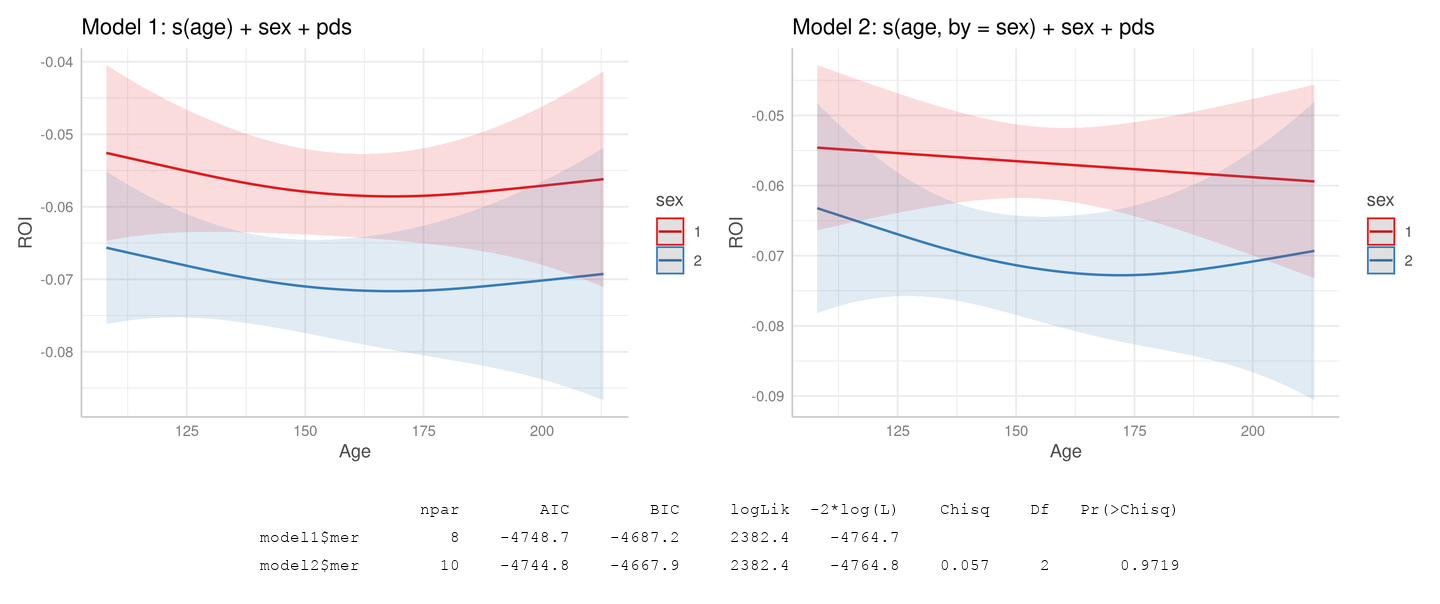 Model 1: s(age) + sex + pds
-0.04
-0.05
-0.06
-0.07
-0.08
ROI
125 150 175 200
Age
sex
1
2
Model 2: s(age, by = sex) + sex + pds
-0.05
-0.06
-0.07
-0.08
-0.09
ROI
125 150 175 200
Age
sex
1
2
npar AIC BIC logLik -2*log(L) Chisq Df Pr(>Chisq)
model1$mer 8 -4748.7 -4687.2 2382.4 -4764.7
model2$mer 10 -4744.8 -4667.9 2382.4 -4764.8 0.057 2 0.9719